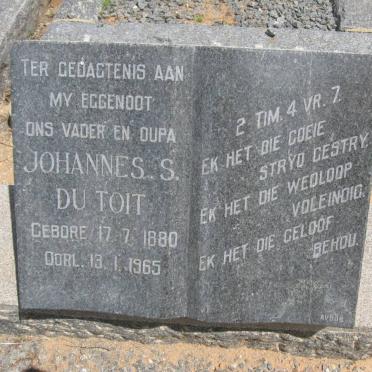 TER GEDAGTENIS AAN
MY EGGENOOT
ONS VADER EN OUPA
JOHANNES. S.
DU TOIT
GEBORE 17. 7. 1880
OORL. 13. 1. 1965
2 TIM. 4 VR. 7.
EK HET DIE GOEIE
STRYD GESTRY.
EK HET DIE WEDLOOP
VOLEINDIG.
EK HET DIE GELOOF
BEHOU.